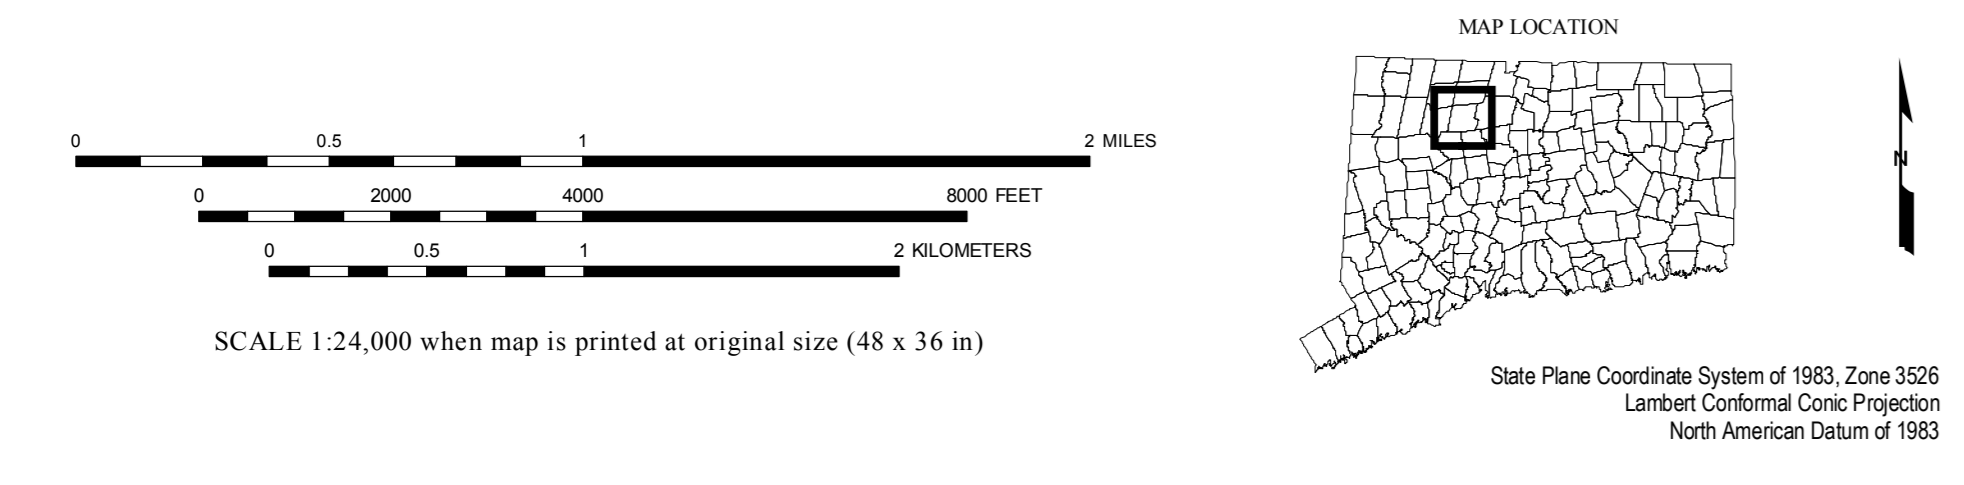 MAP LOCATION
0 0.5 1 2 MILES
0 2000 4000 8000 FEET
0 0.5 1 2 KILOMETERS
N
SCALE 1:24,000 when map is printed at original size (48 x 36 in)
State Plane Coordinate System of 1983, Zone 3526
Lambert Conformal Conic Projection
North American Datum of 1983